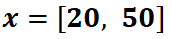 x = [20, 50]